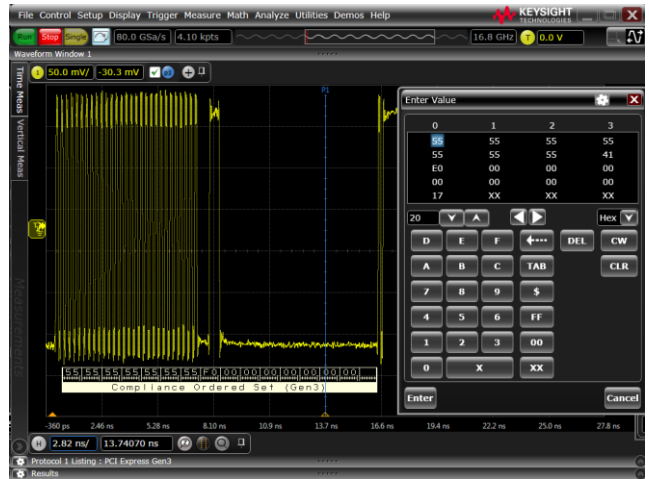 File Control Setup Display Trigger Measure Math Analyze Utilities Demos Help
KEYSIGHT
TECHNOLOGIES
Run Stop Single 80.0 GSa/s 4.10 kpts 16.8 GHz T 0.0 V
Waveform Window 1
1 50.0 mV/ -30.3 mV
Time Meas
Vertical Meas
Measurements
P1
Enter Value
0 1 2 3
55 55 55 55
55 55 55 41
E0 00 00 00
00 00 00 00
17 XX XX XX
20 Hex
D E F DEL CW
A B C TAB CLR
7 8 9 $
4 5 6 FF
1 2 3 00
0 X XX
Enter Cancel
55 55 55 55 55 55 55 F0 00 00 00 00 00 00 00
Compliance Ordered Set (Gen3)
-360 ps 2.46 ns 5.28 ns 8.10 ns 10.9 ns 13.7 ns 16.6 ns 19.4 ns 22.2 ns 25.0 ns 27.8 ns
H 2.82 ns/ 13.74070 ns
Protocol 1 Listing : PCI Express Gen3
Results